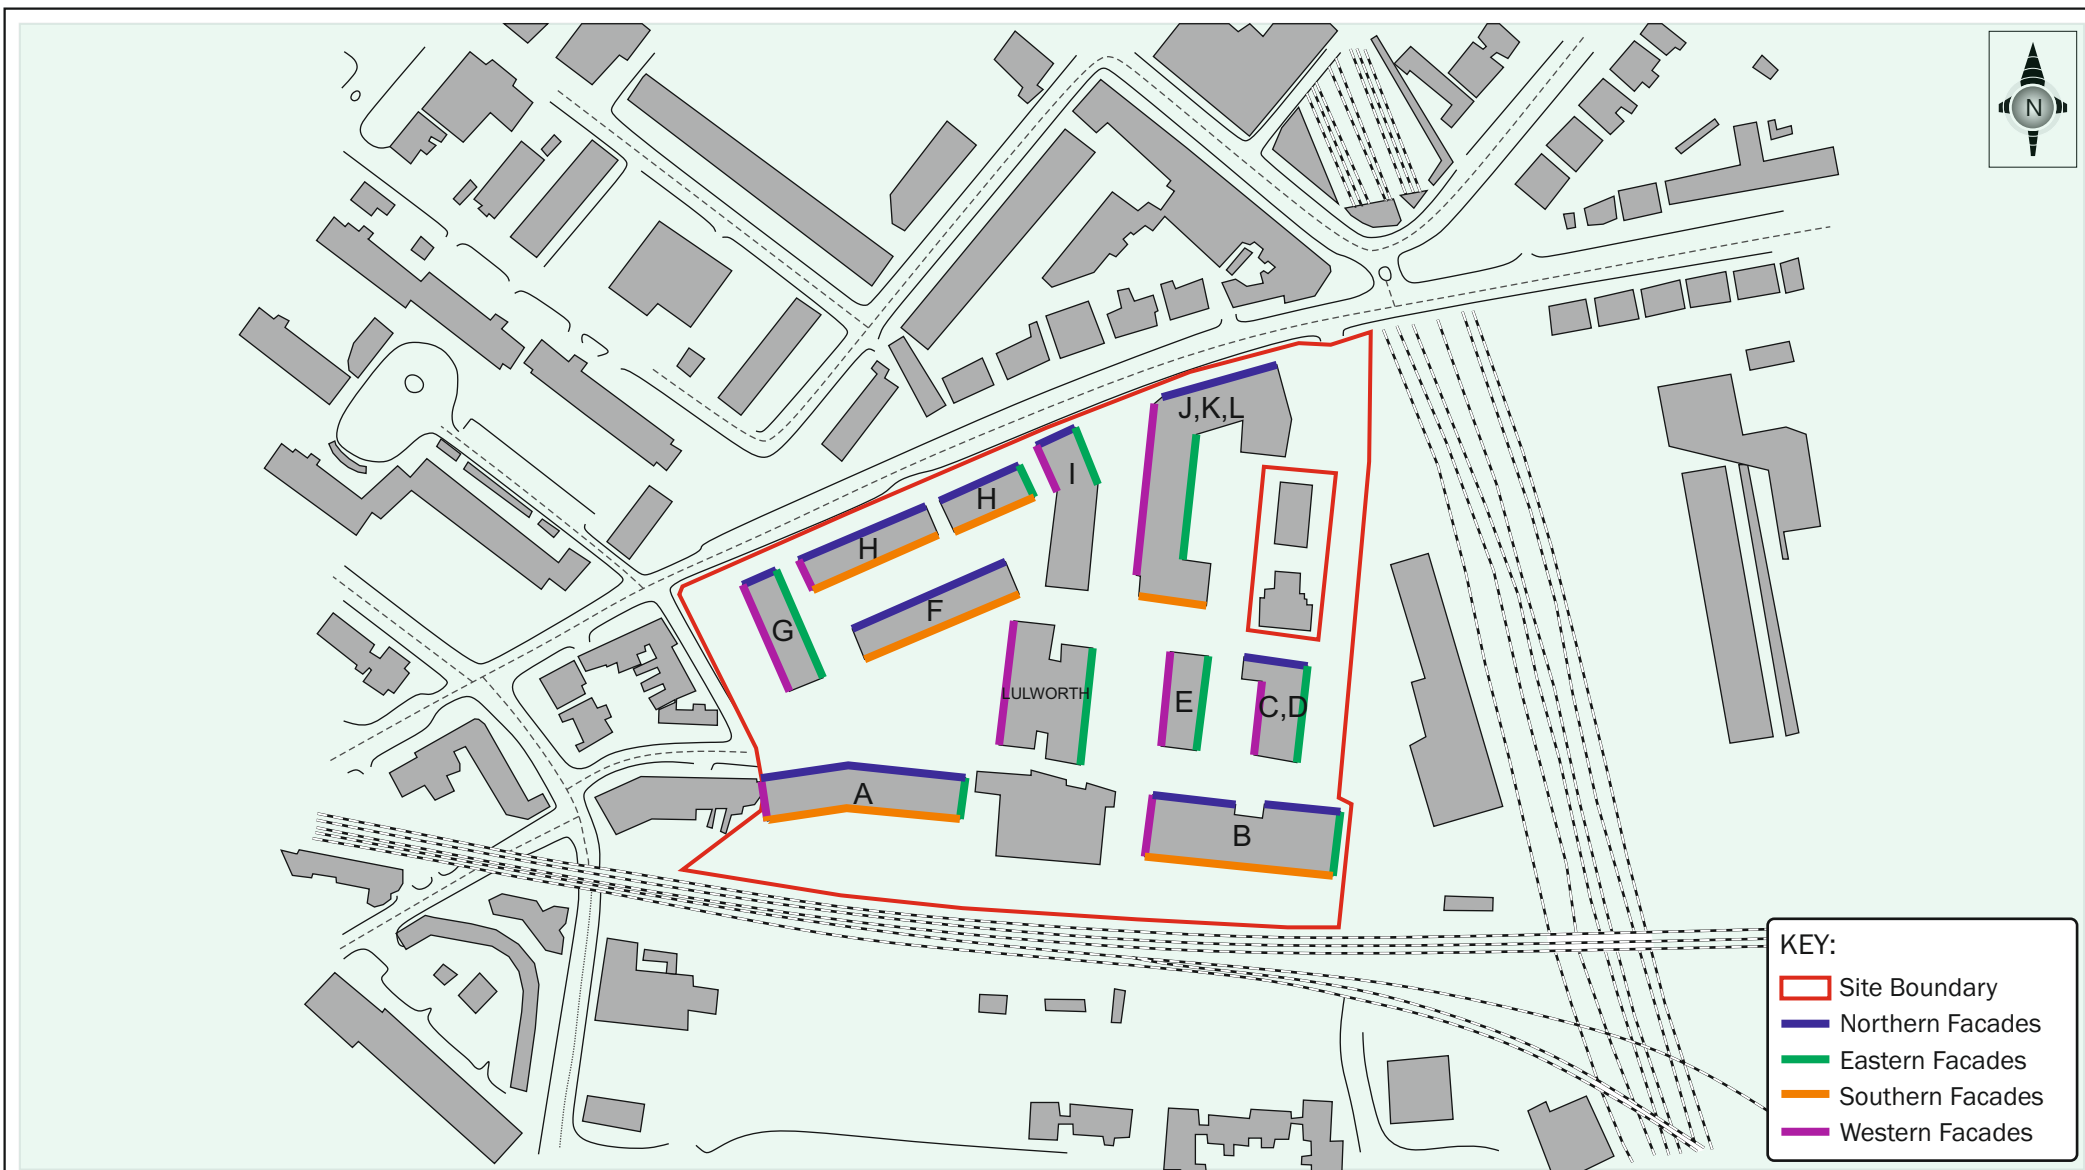 N
J,K,L
I
H
H
F
G
LULWORTH
E
C,D
A
B
KEY:
Site Boundary
Northern Facades
Eastern Facades
Southern Facades
Western Facades